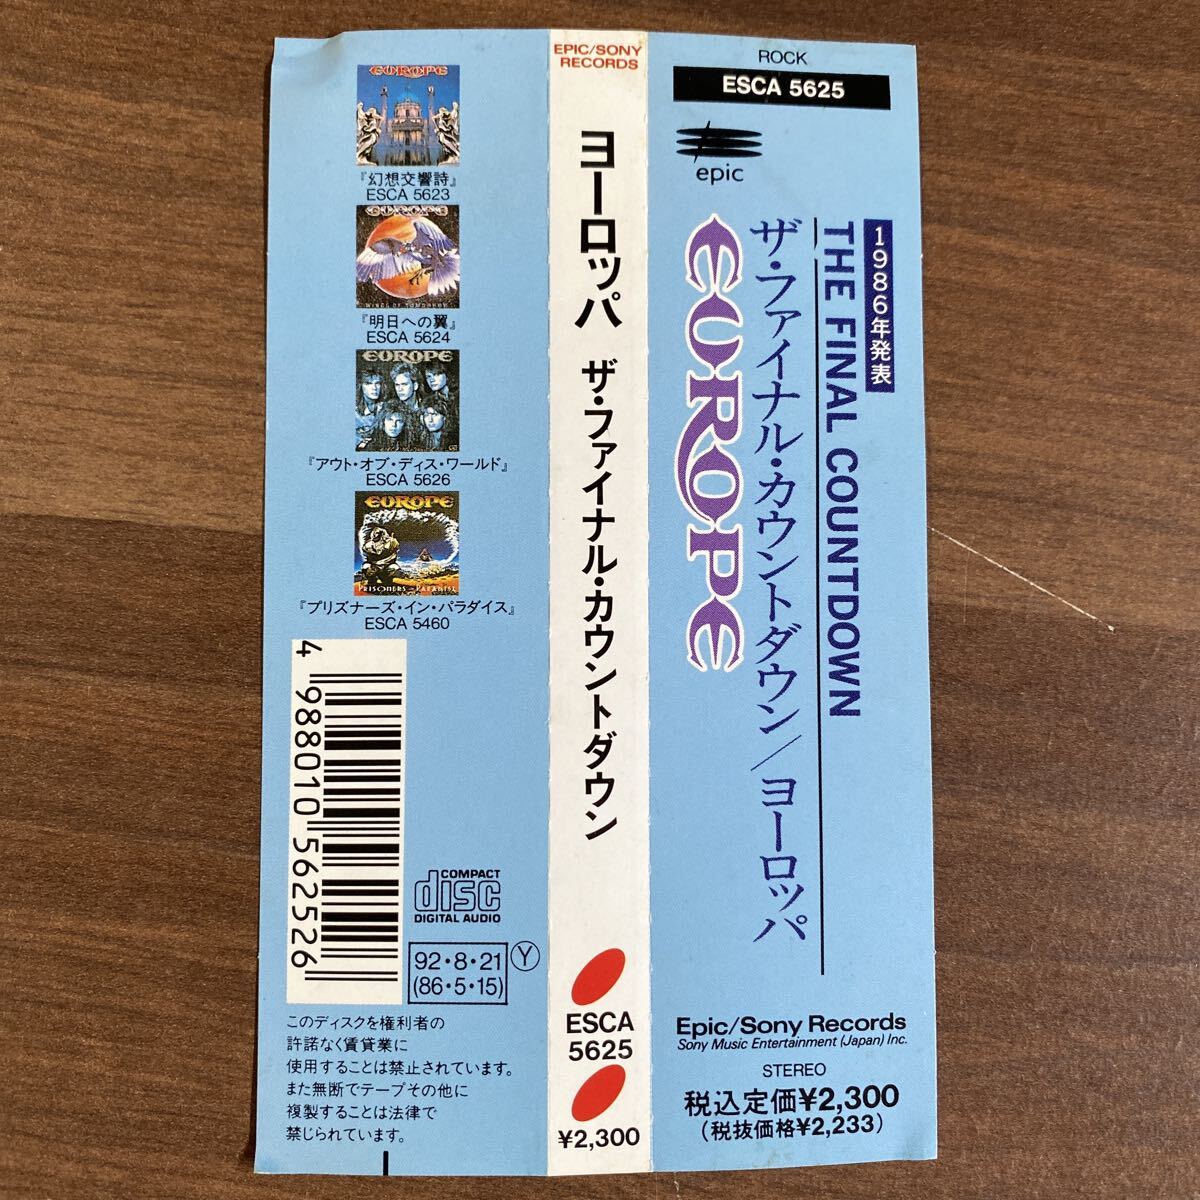 EUROPE
『幻想交響詩』
ESCA 5623
EUROPE
WINGS OF TOMORROW
『明日への翼』
ESCA 5624
EUROPE
『アウト・オブ・ディス・ワールド』
ESCA 5626
EUROPE
PRISONERS IN PARADISE
『プリズナーズ・イン・パラダイス』
ESCA 5460
4 988010 562526
COMPACT
disc
DIGITAL AUDIO
92・8・21
(86・5・15)
Y
このディスクを権利者の
許諾なく賃貸業に
使用することは禁止されています。
また無断でテープその他に
複製することは法律で
禁じられています。
EPIC/SONY
RECORDS
ヨーロッパ ザ・ファイナル・カウントダウン
ESCA
5625
¥2,300
ROCK
ESCA 5625
epic
1986年発表
THE FINAL COUNTDOWN
ザ・ファイナル・カウントダウン/ヨーロッパ
EUROPE
Epic/Sony Records
Sony Music Entertainment (Japan) Inc.
STEREO
税込定価¥2,300
(税抜価格¥2,233)